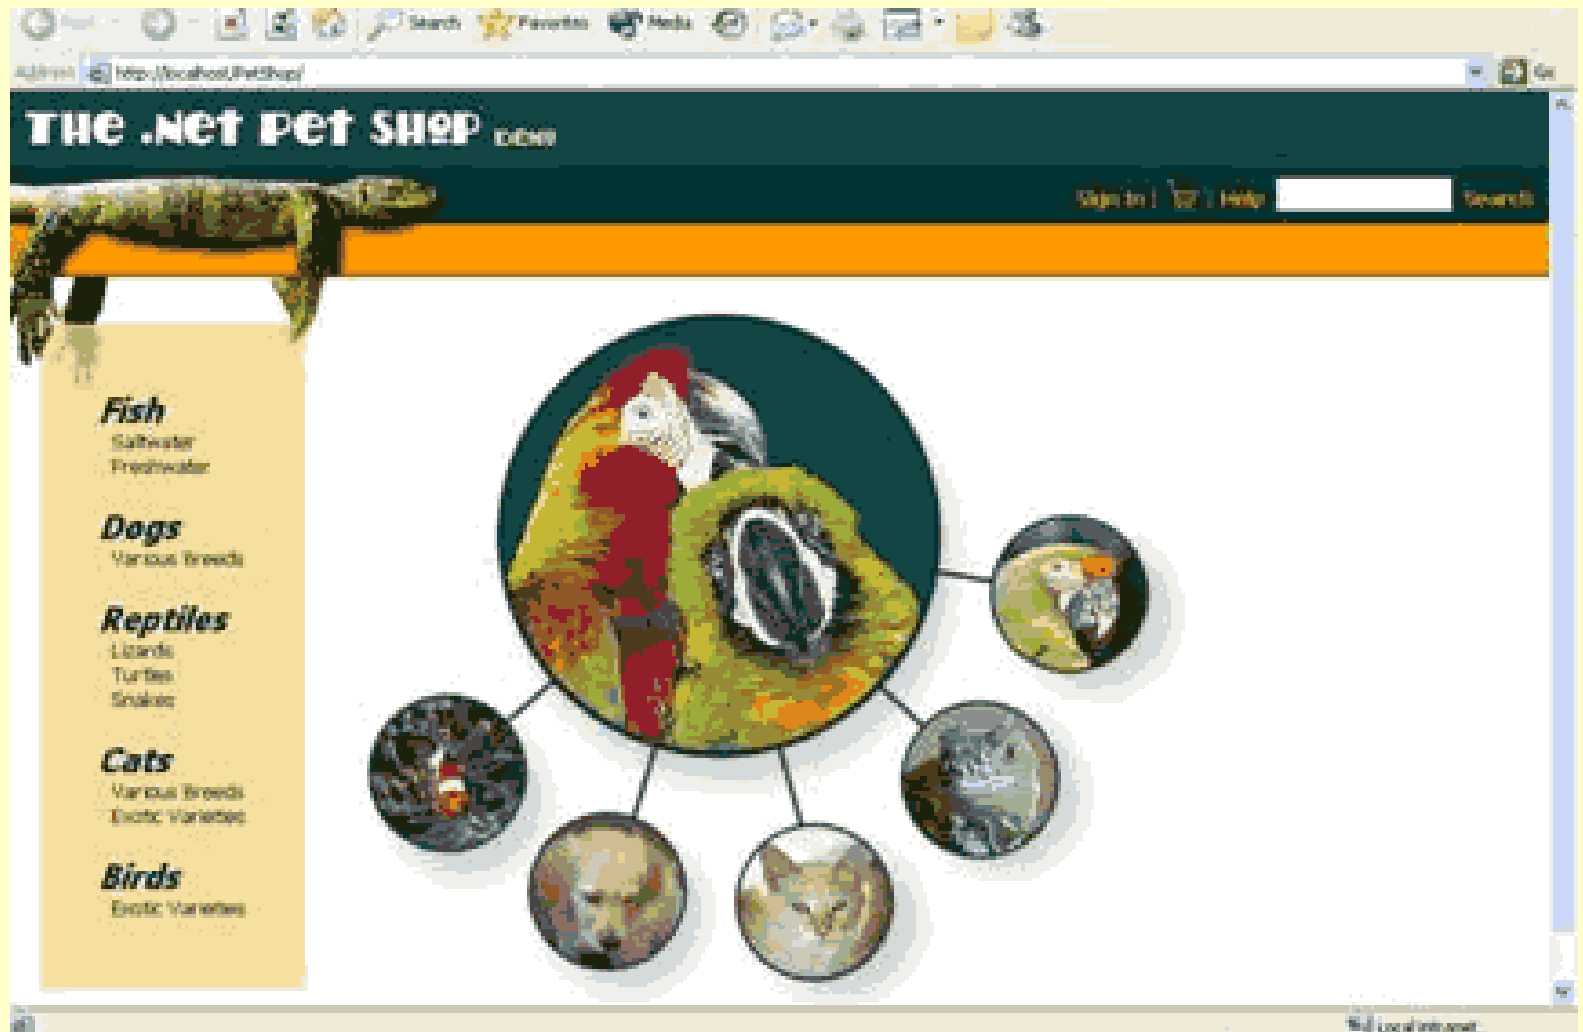 Search Favorites Media
Address http://localhost/PetShop/ Go
THE .NET PET SHOP
Sign In | | Help Search
Fish
Saltwater
Freshwater
Dogs
Various Breeds
Reptiles
Lizards
Turtles
Snakes
Cats
Various Breeds
Exotic Varieties
Birds
Exotic Varieties
Local intranet